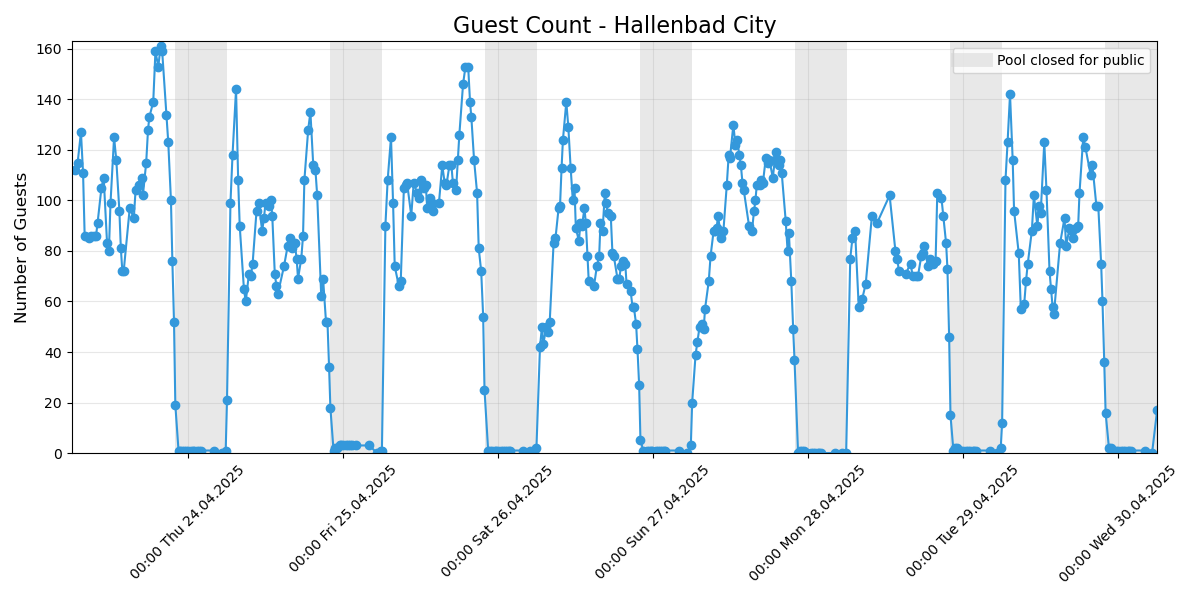 Guest Count - Hallenbad City
Number of Guests
160
140
120
100
80
60
40
20
0
Pool closed for public
00:00 Thu 24.04.2025
00:00 Fri 25.04.2025
00:00 Sat 26.04.2025
00:00 Sun 27.04.2025
00:00 Mon 28.04.2025
00:00 Tue 29.04.2025
00:00 Wed 30.04.2025